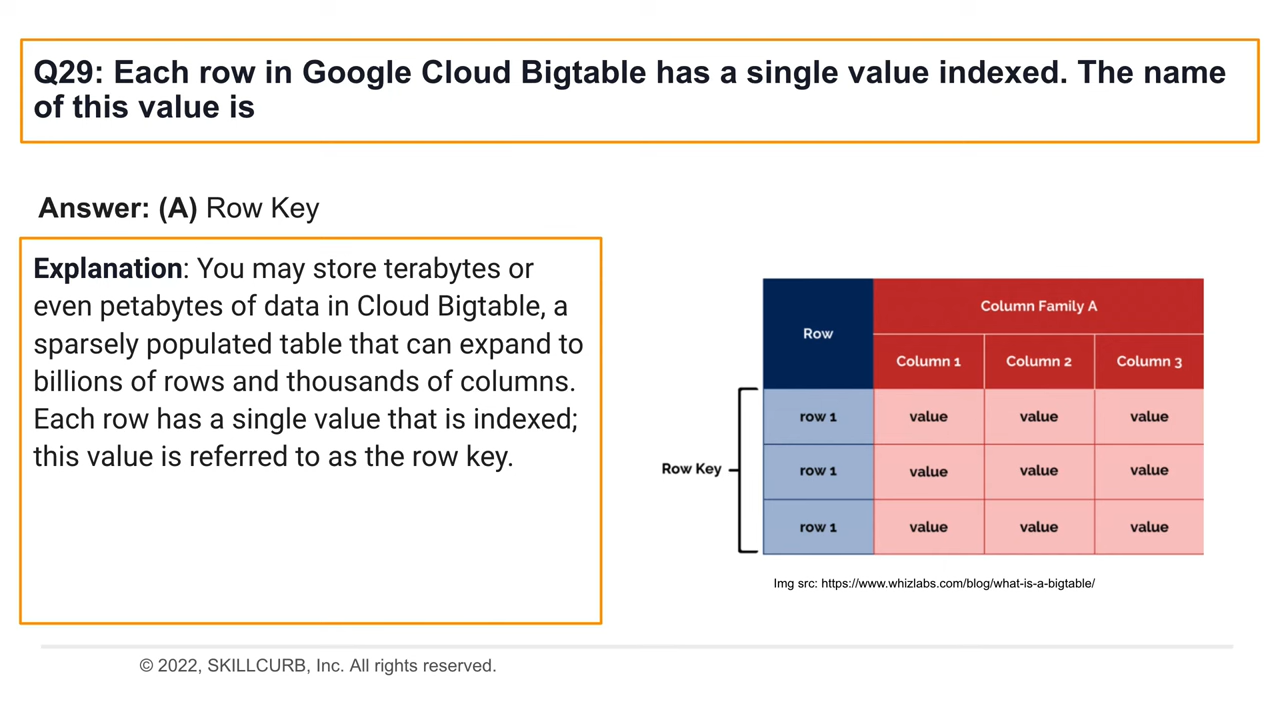 Q29: Each row in Google Cloud Bigtable has a single value indexed. The name
of this value is
Answer: (A) Row Key
Explanation: You may store terabytes or
even petabytes of data in Cloud Bigtable, a
sparsely populated table that can expand to
billions of rows and thousands of columns.
Each row has a single value that is indexed;
this value is referred to as the row key.
Row
Column Family A
Column 1 Column 2 Column 3
row 1 value value value
Row Key
row 1 value value value
row 1 value value value
Img src: https://www.whizlabs.com/blog/what-is-a-bigtable/
© 2022, SKILLCURB, Inc. All rights reserved.